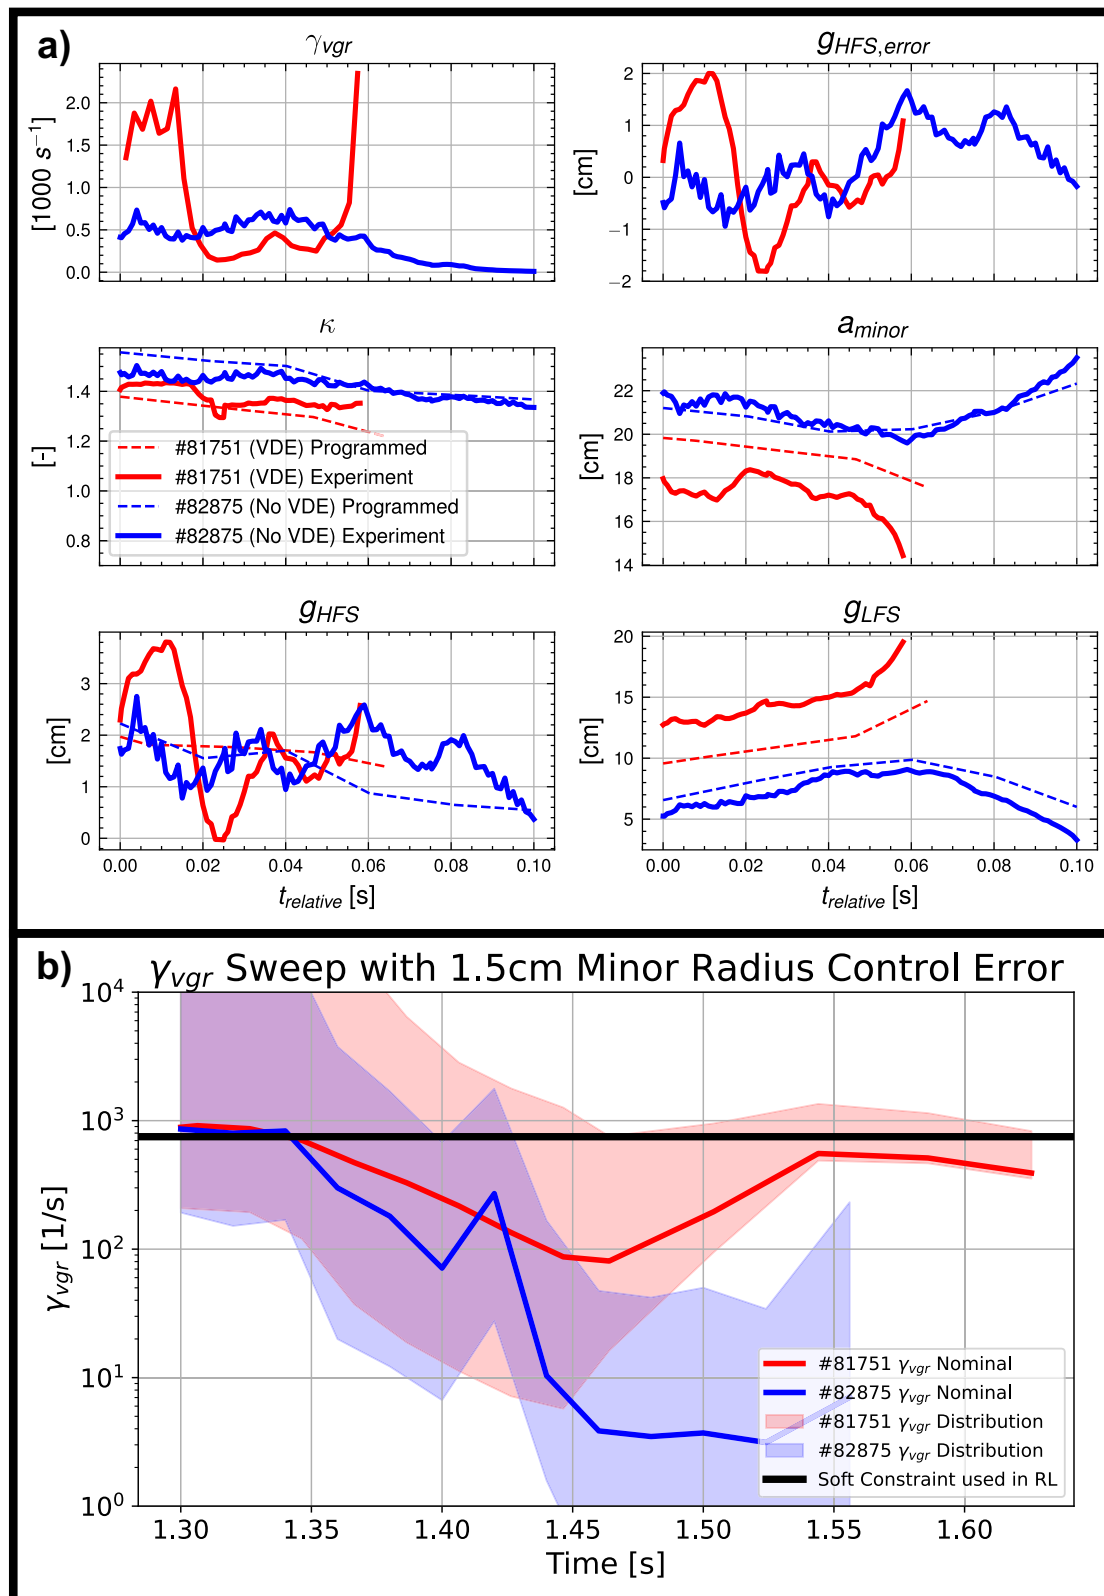 a)
γvgr
gHFS,error
2.0
1.5
1.0
0.5
0.0
[1000 s⁻¹]
2
1
0
−1
−2
[cm]
κ
aminor
1.4
1.2
1.0
0.8
[-]
#81751 (VDE) Programmed
#81751 (VDE) Experiment
#82875 (No VDE) Programmed
#82875 (No VDE) Experiment
22
20
18
16
14
[cm]
gHFS
gLFS
3
2
1
0
[cm]
20
15
10
5
[cm]
0.00 0.02 0.04 0.06 0.08 0.10
0.00 0.02 0.04 0.06 0.08 0.10
trelative [s]
trelative [s]
b)
γvgr Sweep with 1.5cm Minor Radius Control Error
10⁴
10³
10²
10¹
10⁰
γvgr [1/s]
#81751 γvgr Nominal
#82875 γvgr Nominal
#81751 γvgr Distribution
#82875 γvgr Distribution
Soft Constraint used in RL
1.30 1.35 1.40 1.45 1.50 1.55 1.60
Time [s]